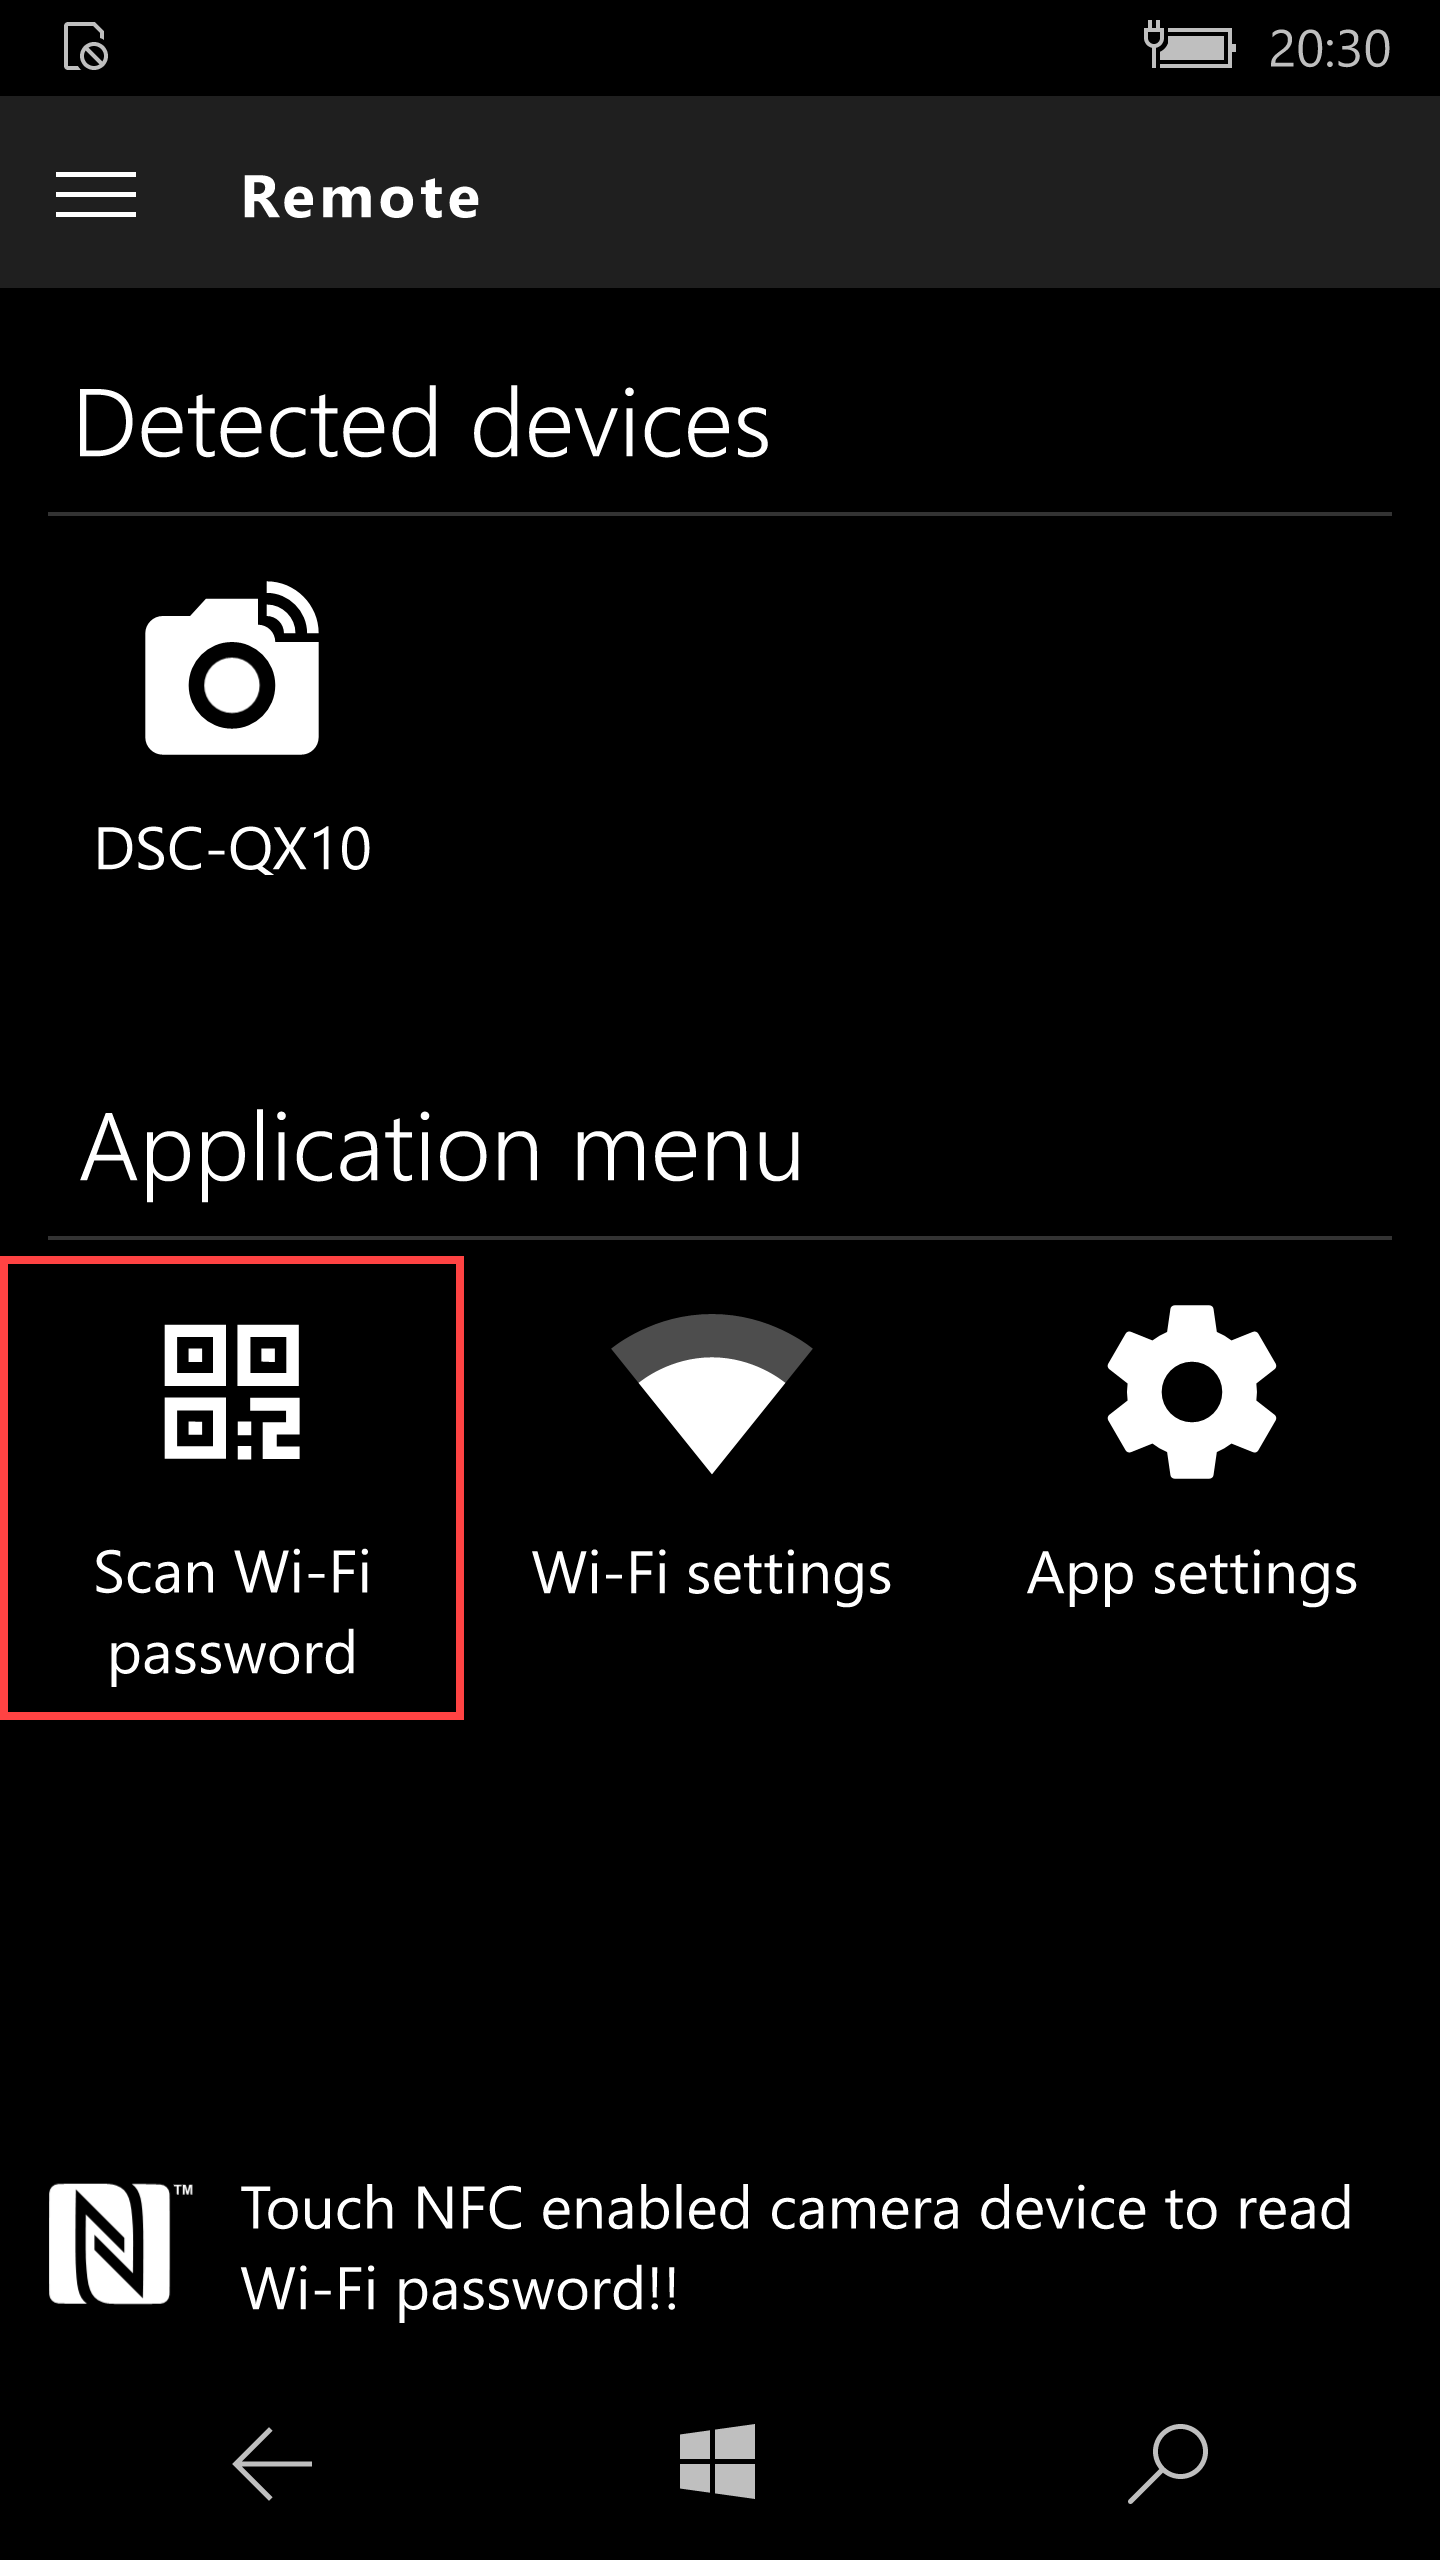 20:30
Remote
Detected devices
DSC-QX10
Application menu
Scan Wi-Fi
password
Wi-Fi settings
App settings
™
Touch NFC enabled camera device to read
Wi-Fi password!!